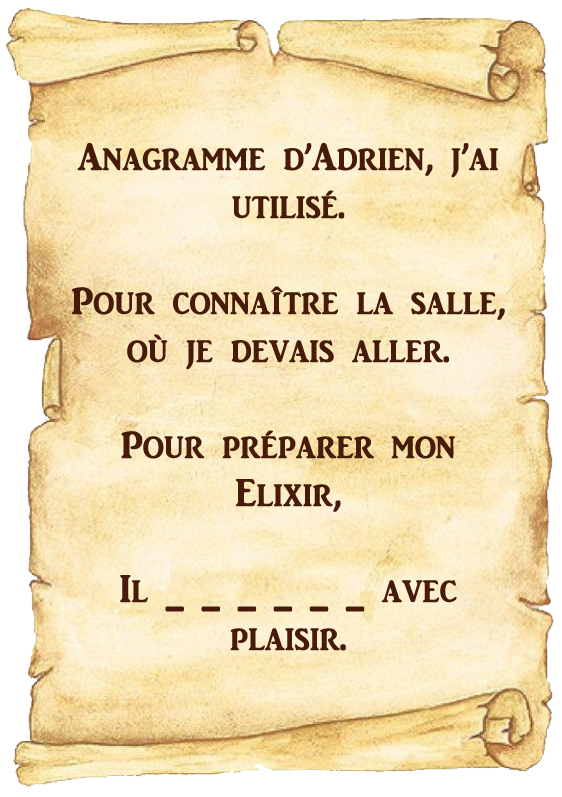 Anagramme d'Adrien, j'ai
utilisé.
Pour connaître la salle,
où je devais aller.
Pour préparer mon
Elixir,
Il _ _ _ _ _ _ avec
plaisir.